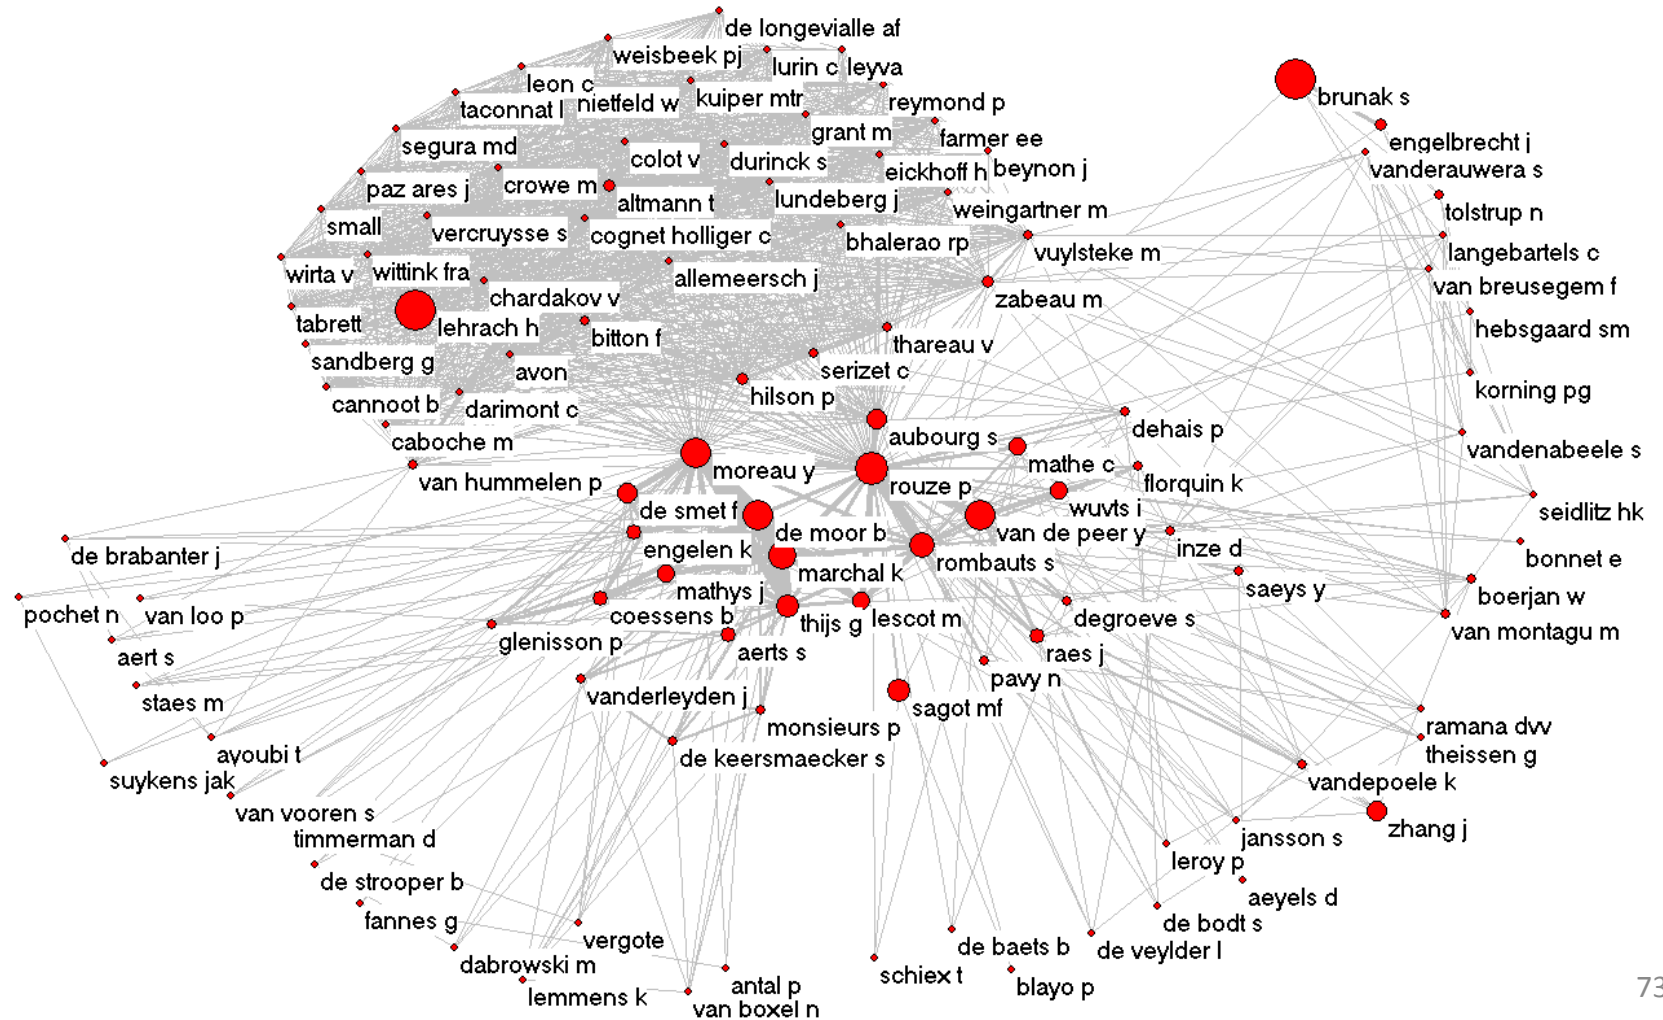 de longevialle af
weisbeek pj
lurin c
leyva
leon c
nietfeld w
kuiper mtr
reymond p
brunak s
taconnat l
grant m
farmer ee
engelbrecht j
segura md
colot v
durinck s
eickhoff h
beynon j
vanderauwera s
paz ares j
crowe m
altmann t
lundeberg j
weingartner m
tolstrup n
small
vercruysse s
cognet holliger c
bhalerao rp
vuylsteke m
langebartels c
wirta v
wittink fra
allemeersch j
zabeau m
van breusegem f
chardakov v
tabrett
lehrach h
bitton f
thareau v
hebsgaard sm
sandberg g
avon
serizet c
cannoot b
darimont c
hilson p
korning pg
caboche m
aubourg s
dehais p
vandenabeele s
van hummelen p
moreau y
rouze p
mathe c
florquin k
de smet f
de moor b
van de peer y
wuvts i
seidlitz hk
de brabanter j
engelen k
marchal k
rombauts s
inze d
bonnet e
pochet n
van loo p
mathys j
coessens b
thijs g
lescot m
degroeve s
saeys y
boerjan w
aert s
glenisson p
aerts s
raes j
van montagu m
staes m
vanderleyden j
monsieurs p
sagot mf
pavy n
ramana dvv
ayoubi t
de keersmaecker s
theissen g
suykens jak
vandepoele k
van vooren s
zhang j
timmerman d
jansson s
leroy p
de strooper b
aeyels d
fannes g
vergote
de baets b
de bodt s
de veylder l
dabrowski m
antal p
schiex t
blayo p
lemmens k
van boxel n
73